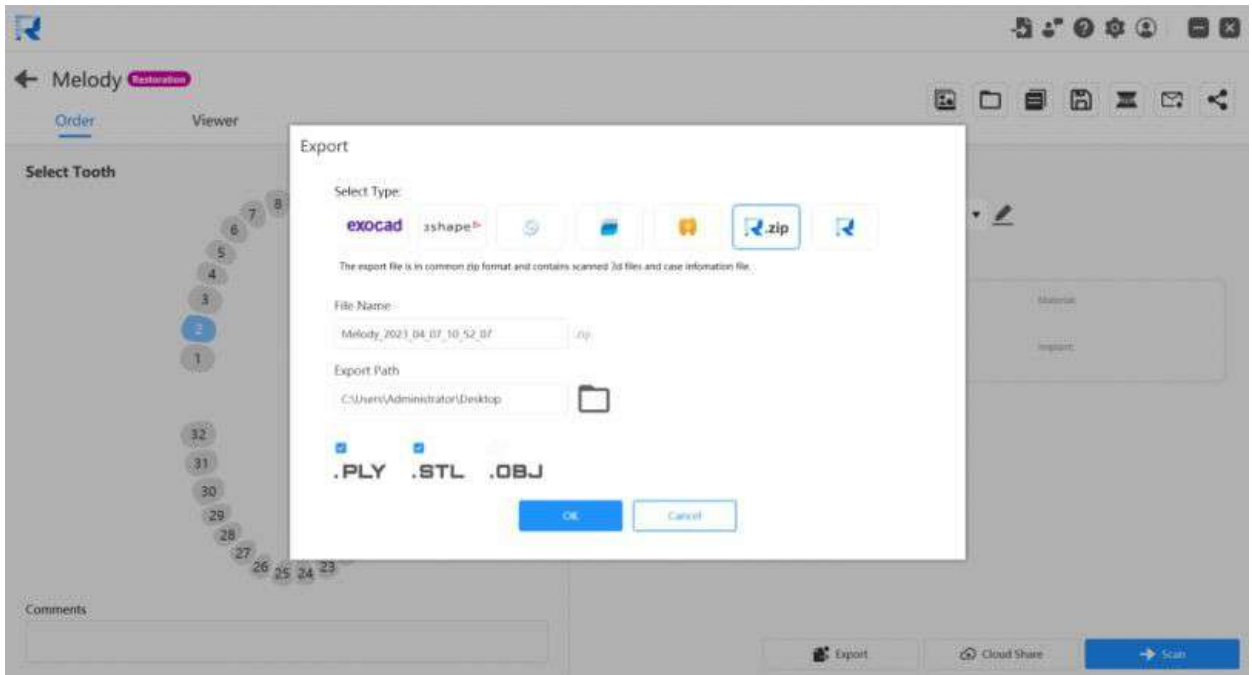 Melody Restoration
Order Viewer
Select Tooth
8
7
6
5
4
3
2
1
32
31
30
29
28
27
26 25 24 23
Comments
Export
Select Type:
exocad 3shape .zip
The export file is in common zip format and contains scanned 3d files and case infomation file.
File Name
Melody_2023_04_07_10_52_07 .zip
Export Path
C:\Users\Administrator\Desktop
.PLY .STL .OBJ
OK Cancel
Material
Implant
Export Cloud Share Scan